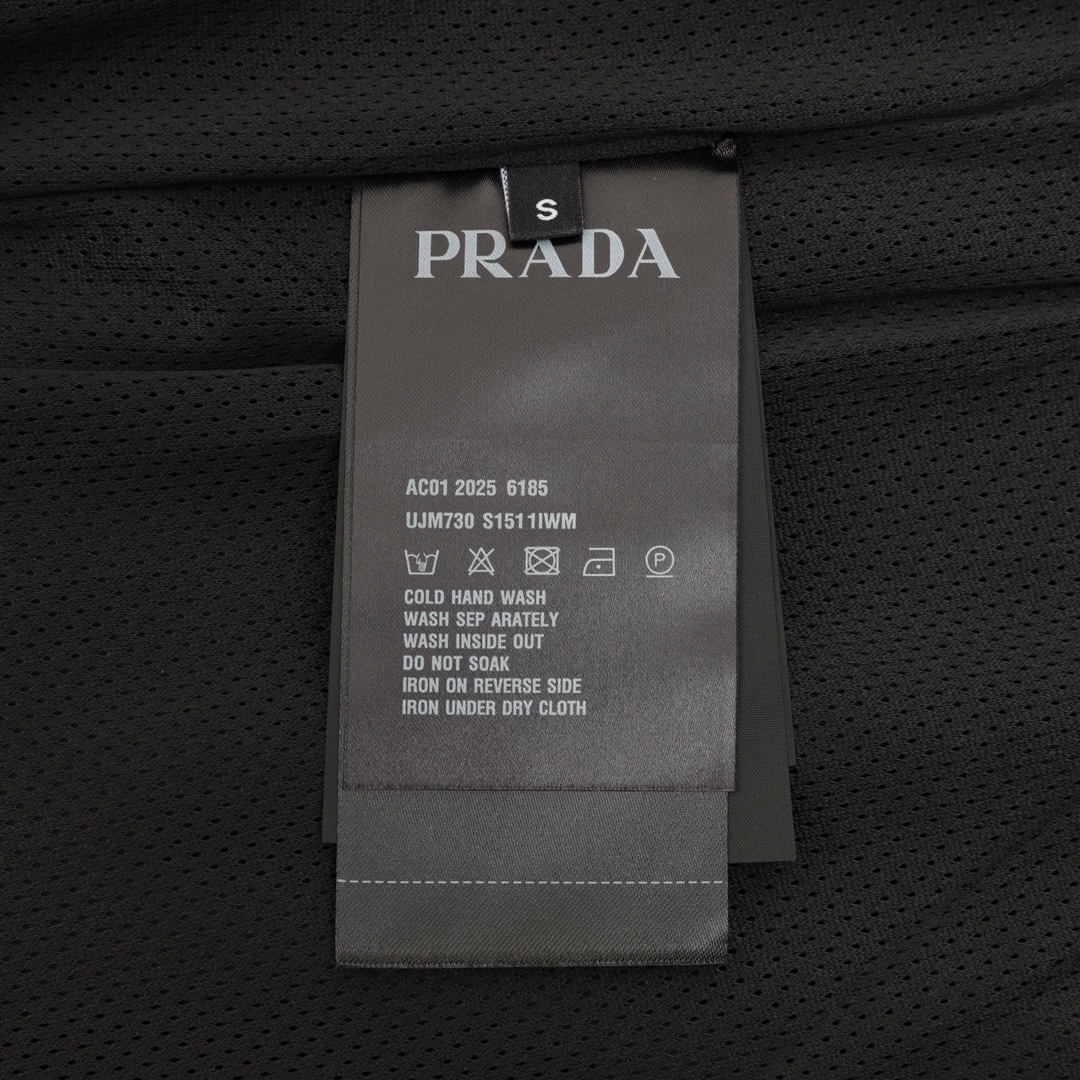 S
PRADA
AC01 2025 6185
UJM730 S1511IWM
P
COLD HAND WASH
WASH SEP ARATELY
WASH INSIDE OUT
DO NOT SOAK
IRON ON REVERSE SIDE
IRON UNDER DRY CLOTH